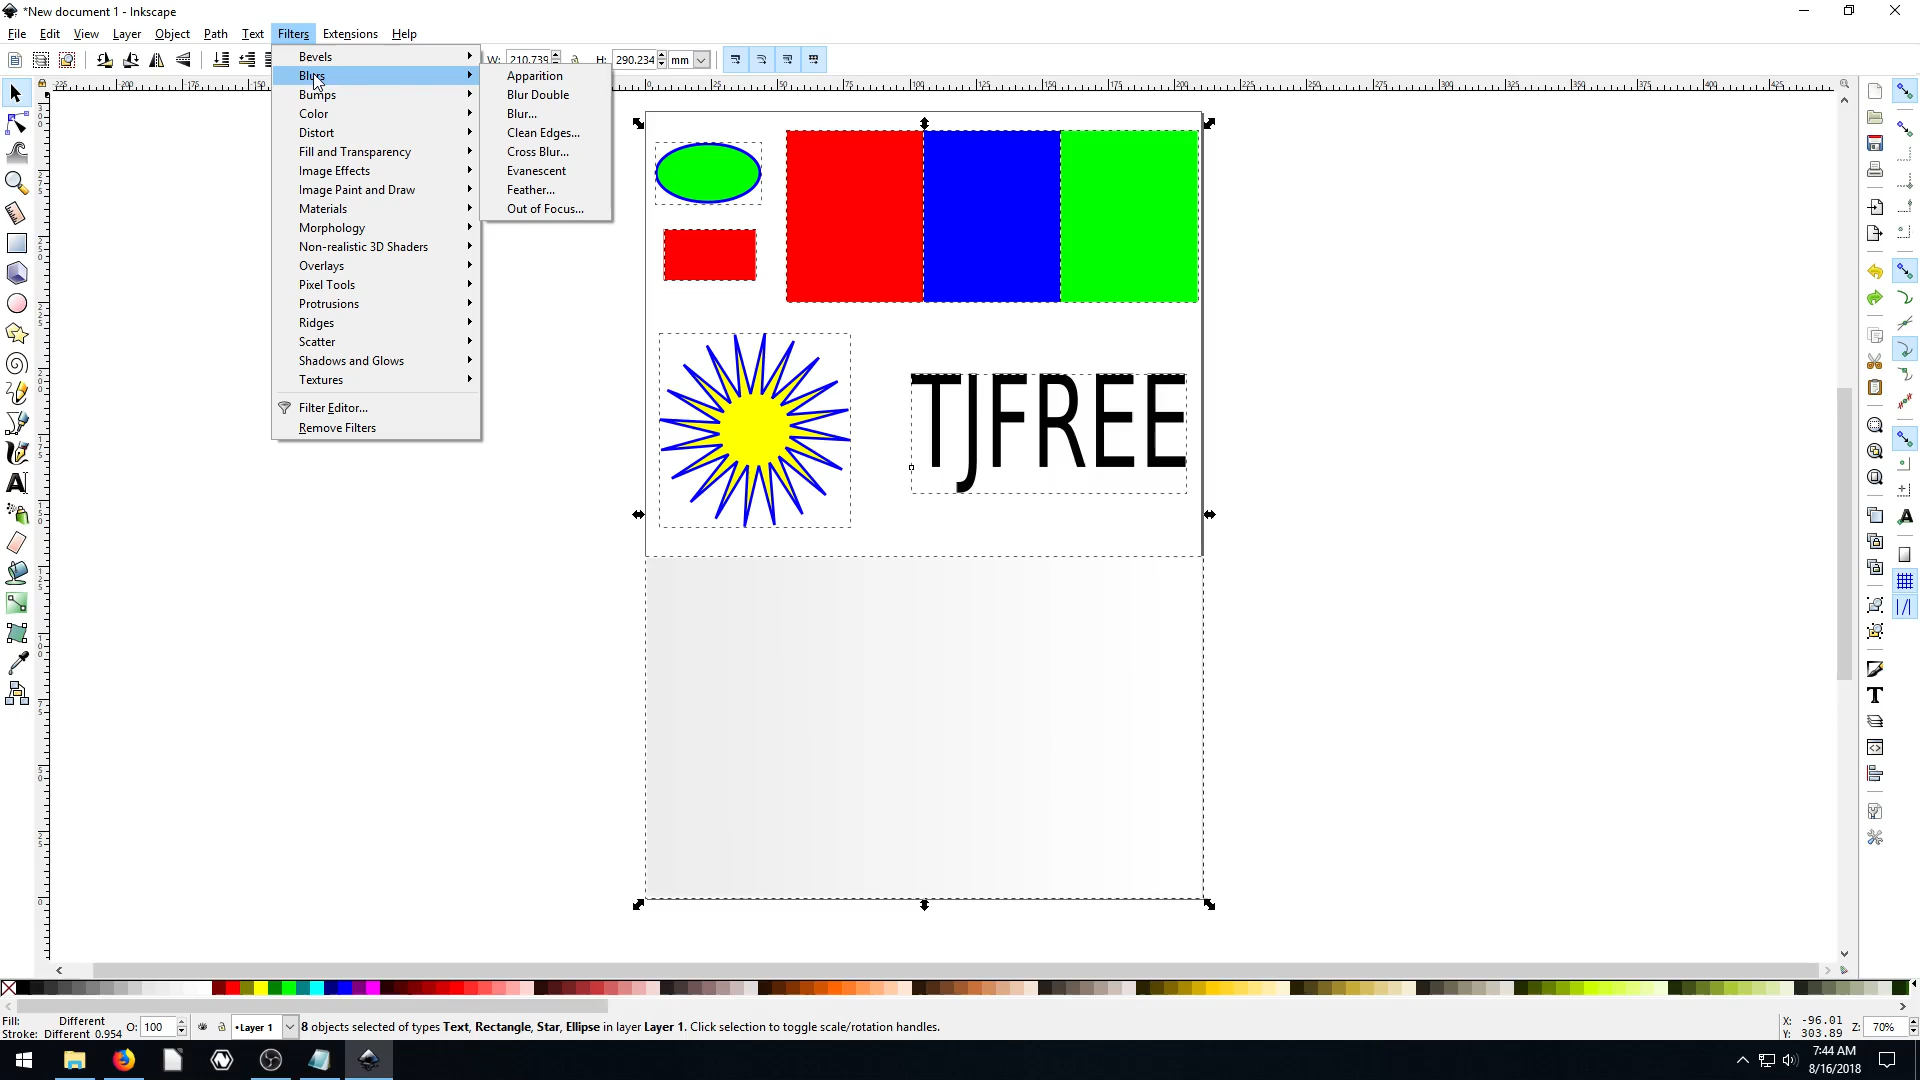 *New document 1 - Inkscape
File Edit View Layer Object Path Text Filters Extensions Help
W: 210.739 H: 290.234 mm
Bevels
Blurs
Bumps
Color
Distort
Fill and Transparency
Image Effects
Image Paint and Draw
Materials
Morphology
Non-realistic 3D Shaders
Overlays
Pixel Tools
Protrusions
Ridges
Scatter
Shadows and Glows
Textures
Filter Editor...
Remove Filters
Apparition
Blur Double
Blur...
Clean Edges...
Cross Blur...
Evanescent
Feather...
Out of Focus...
TJFREE
Fill: Different
Stroke: Different 0.954
O: 100
•Layer 1
8 objects selected of types Text, Rectangle, Star, Ellipse in layer Layer 1. Click selection to toggle scale/rotation handles.
X: -96.01
Y: 303.89
Z: 70%
7:44 AM
8/16/2018